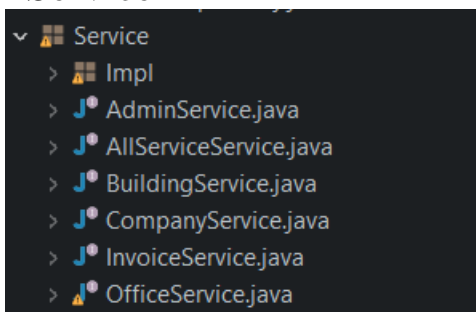 Service
Impl
AdminService.java
AllServiceService.java
BuildingService.java
CompanyService.java
InvoiceService.java
OfficeService.java